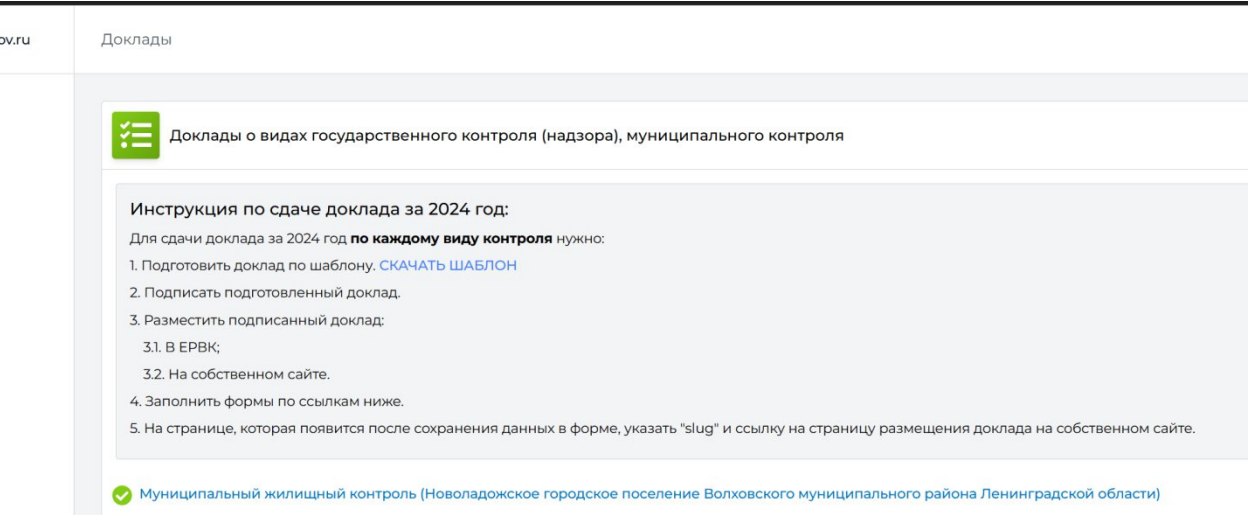 ov.ru
Доклады
Доклады о видах государственного контроля (надзора), муниципального контроля
Инструкция по сдаче доклада за 2024 год:
Для сдачи доклада за 2024 год по каждому виду контроля нужно:
1. Подготовить доклад по шаблону. СКАЧАТЬ ШАБЛОН
2. Подписать подготовленный доклад.
3. Разместить подписанный доклад:
3.1. В ЕРВК;
3.2. На собственном сайте.
4. Заполнить формы по ссылкам ниже.
5. На странице, которая появится после сохранения данных в форме, указать "slug" и ссылку на страницу размещения доклада на собственном сайте.
Муниципальный жилищный контроль (Новоладожское городское поселение Волховского муниципального района Ленинградской области)